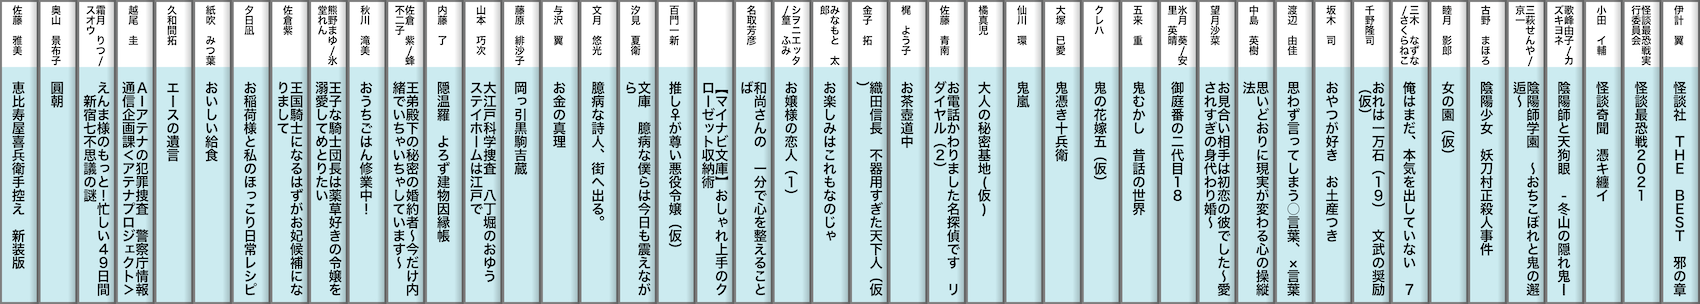 伊計 翼
怪談社 THE BEST 邪の章
怪談最恐戦実
行委員会
怪談最恐戦2021
小田 イ輔
怪談奇聞 憑キ纏イ
歌峰由子/カ
ズキヨネ
陰陽師と天狗眼 -冬山の隠れ鬼ー
三萩せんや/
京一
陰陽師学園 ~おちこぼれと鬼の邂
逅~
古野 まほろ
陰陽少女 妖刀村正殺人事件
睦月 影郎
女の園(仮)
三木 なずな
/さくらねこ
俺はまだ、本気を出していない 7
千野隆司
おれは一万石(19) 文武の奨励
(仮)
坂木 司
おやつが好き お土産つき
渡辺 由佳
思わず言ってしまう○言葉、×言葉
中島 英樹
思いどおりに現実が変わる心の操縦
法
望月沙菜
お見合い相手は初恋の彼でした~愛
されすぎの身代わり婚~
氷月 葵/安
里 英晴
御庭番の二代目18
五来 重
鬼むかし 昔話の世界
クレハ
鬼の花嫁五(仮)
大塚 已愛
鬼憑き十兵衛
仙川 環
鬼嵐
橘真児
大人の秘密基地(仮)
佐藤 青南
お電話かわりました名探偵です リ
ダイヤル(2)
梶 よう子
お茶壺道中
金子 拓
織田信長 不器用すぎた天下人(仮
)
みなもと 太
郎
お楽しみはこれもなのじゃ
シヲニエッタ
/篁 ふみ
お嬢様の恋人(1)
名取芳彦
和尚さんの 一分で心を整えること
ば
【マイナビ文庫】おしゃれ上手のク
ローゼット収納術
百門一新
推し♀が尊い悪役令嬢(仮)
汐見 夏衛
文庫 臆病な僕らは今日も震えなが
ら
文月 悠光
臆病な詩人、街へ出る。
与沢 翼
お金の真理
藤原 緋沙子
岡っ引黒駒吉蔵
山本 巧次
大江戸科学捜査 八丁堀のおゆう
ステイホームは江戸で
内藤 了
隠温羅 よろず建物因縁帳
佐倉 紫/蜂
不二子
王弟殿下の秘密の婚約者~今だけ内
緒でいちゃいちゃしています~
秋川 滝美
おうちごはん修業中!
熊野まゆ/氷
堂れん
王子な騎士団長は薬草好きの令嬢を
溺愛してめとりたい
佐倉紫
王国騎士になるはずがお妃候補にな
りまして
夕日凪
お稲荷様と私のほっこり日常レシピ
紙吹 みつ葉
おいしい給食
久和間拓
エースの遺言
越尾 圭
AIアテナの犯罪捜査 警察庁情報
通信企画課<アテナプロジェクト>
霜月 りつ/
スオウ
えんま様のもっと!忙しい49日間
新宿七不思議の謎
奥山 景布子
圓朝
佐藤 雅美
恵比寿屋喜兵衛手控え 新装版